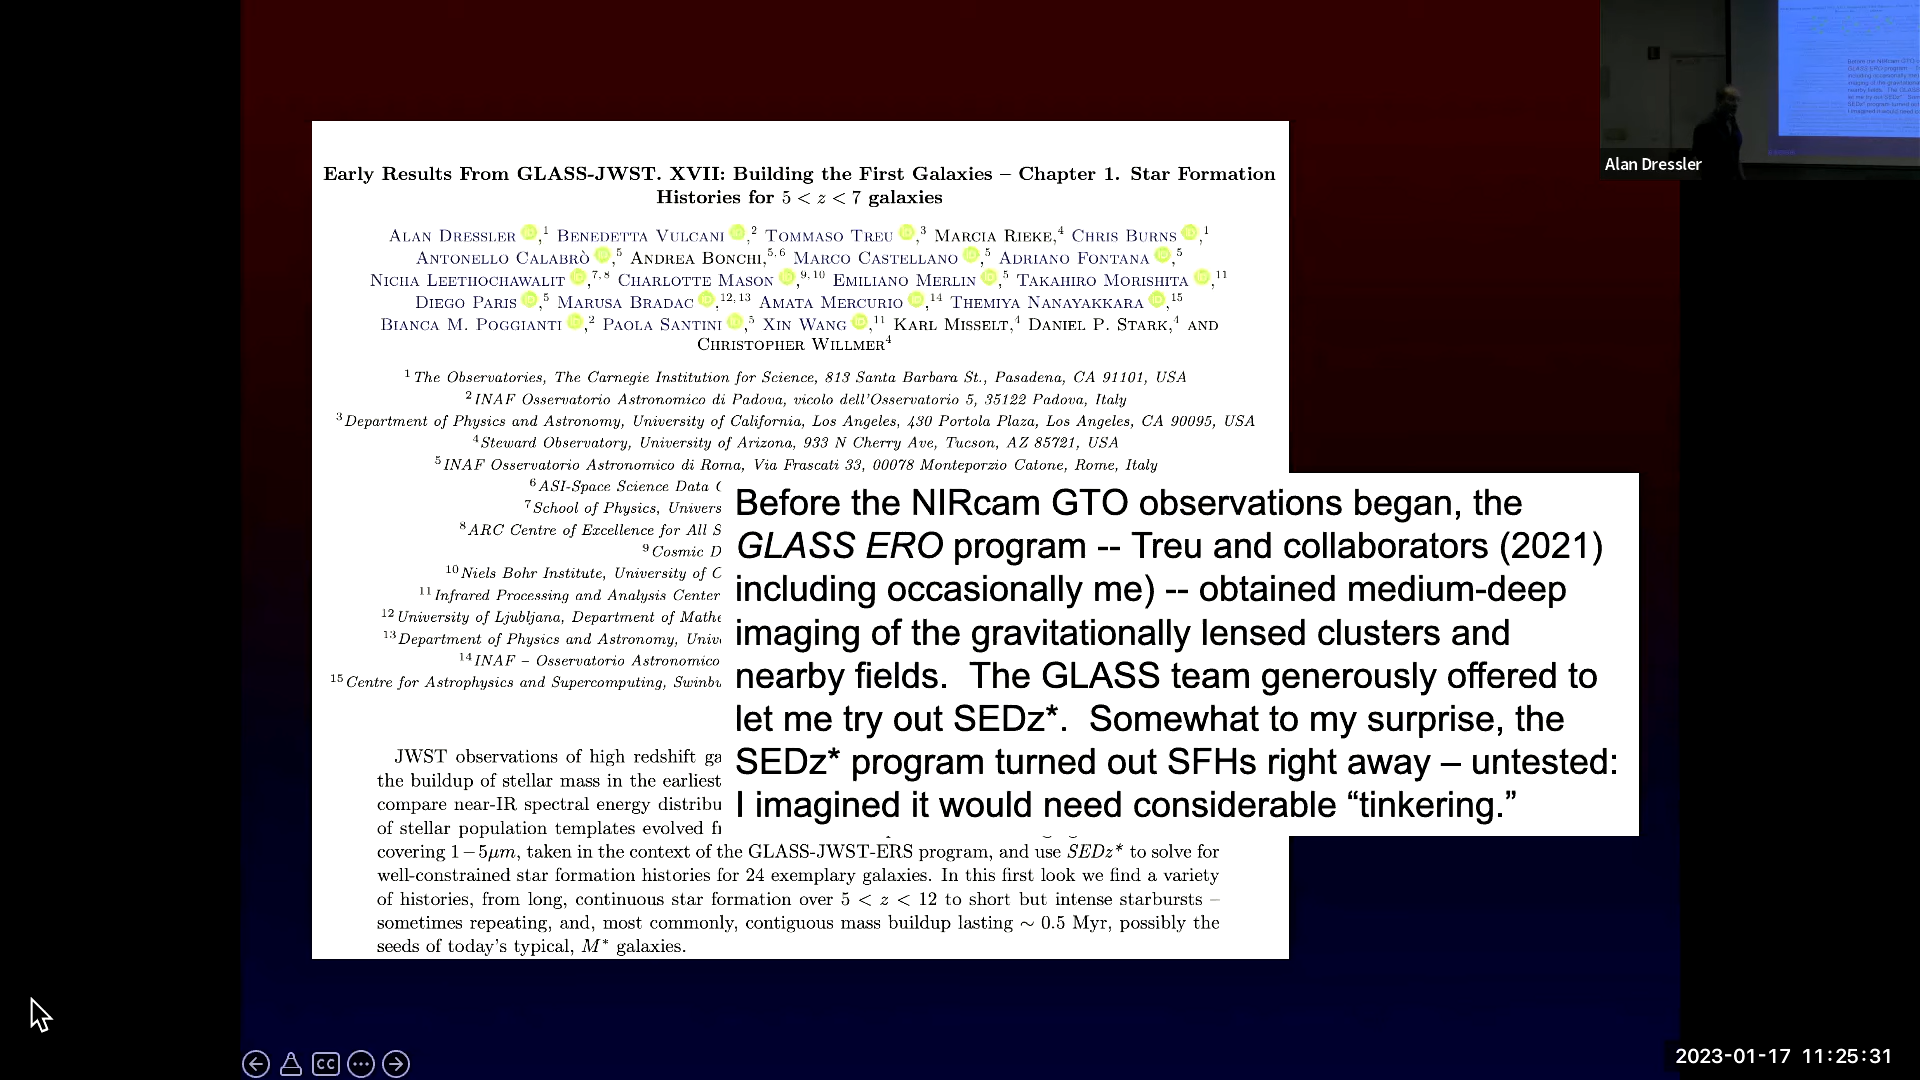 Early Results From GLASS-JWST. XVII: Building the First Galaxies – Chapter 1. Star Formation
Histories for 5 < z < 7 galaxies
Alan Dressler,1 Benedetta Vulcani,2 Tommaso Treu,3 Marcia Rieke,4 Chris Burns,1
Antonello Calabrò,5 Andrea Bonchi,5,6 Marco Castellano,5 Adriano Fontana,5
Nicha Leethochawalit,7,8 Charlotte Mason,9,10 Emiliano Merlin,5 Takahiro Morishita,11
Diego Paris,5 Marusa Bradac,12,13 Amata Mercurio,14 Themiya Nanayakkara,15
Bianca M. Poggianti,2 Paola Santini,5 Xin Wang,11 Karl Misselt,4 Daniel P. Stark,4 and
Christopher Willmer4
1 The Observatories, The Carnegie Institution for Science, 813 Santa Barbara St., Pasadena, CA 91101, USA
2 INAF Osservatorio Astronomico di Padova, vicolo dell'Osservatorio 5, 35122 Padova, Italy
3 Department of Physics and Astronomy, University of California, Los Angeles, 430 Portola Plaza, Los Angeles, CA 90095, USA
4 Steward Observatory, University of Arizona, 933 N Cherry Ave, Tucson, AZ 85721, USA
5 INAF Osservatorio Astronomico di Roma, Via Frascati 33, 00078 Monteporzio Catone, Rome, Italy
6 ASI-Space Science Data
7 School of Physics, Univers
8 ARC Centre of Excellence for All S
9 Cosmic D
10 Niels Bohr Institute, University of C
11 Infrared Processing and Analysis Center
12 University of Ljubljana, Department of Mathe
13 Department of Physics and Astronomy, Univ
14 INAF – Osservatorio Astronomico
15 Centre for Astrophysics and Supercomputing, Swinbu
Before the NIRcam GTO observations began, the
GLASS ERO program -- Treu and collaborators (2021)
including occasionally me) -- obtained medium-deep
imaging of the gravitationally lensed clusters and
nearby fields. The GLASS team generously offered to
let me try out SEDz*. Somewhat to my surprise, the
SEDz* program turned out SFHs right away – untested:
I imagined it would need considerable “tinkering.”
JWST observations of high redshift ga
the buildup of stellar mass in the earliest
compare near-IR spectral energy distribu
of stellar population templates evolved f
covering 1−5μm, taken in the context of the GLASS-JWST-ERS program, and use SEDz* to solve for
well-constrained star formation histories for 24 exemplary galaxies. In this first look we find a variety
of histories, from long, continuous star formation over 5 < z < 12 to short but intense starbursts –
sometimes repeating, and, most commonly, contiguous mass buildup lasting ∼ 0.5 Myr, possibly the
seeds of today's typical, M* galaxies.
Alan Dressler
CC
2023-01-17 11:25:31